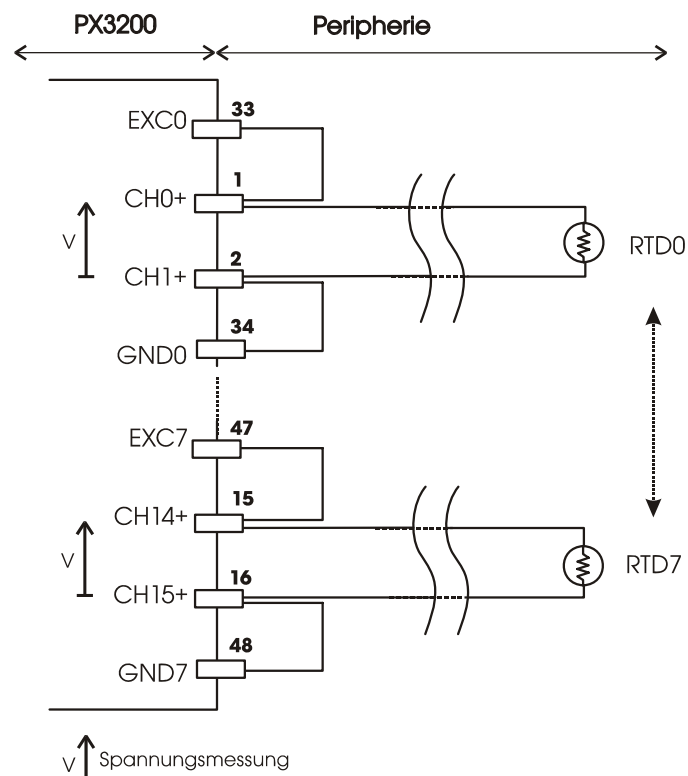 PX3200 Peripherie
EXC0 33
CH0+ 1
V
RTD0
CH1+ 2
GND0 34
EXC7 47
CH14+ 15
V
RTD7
CH15+ 16
GND7 48
V Spannungsmessung